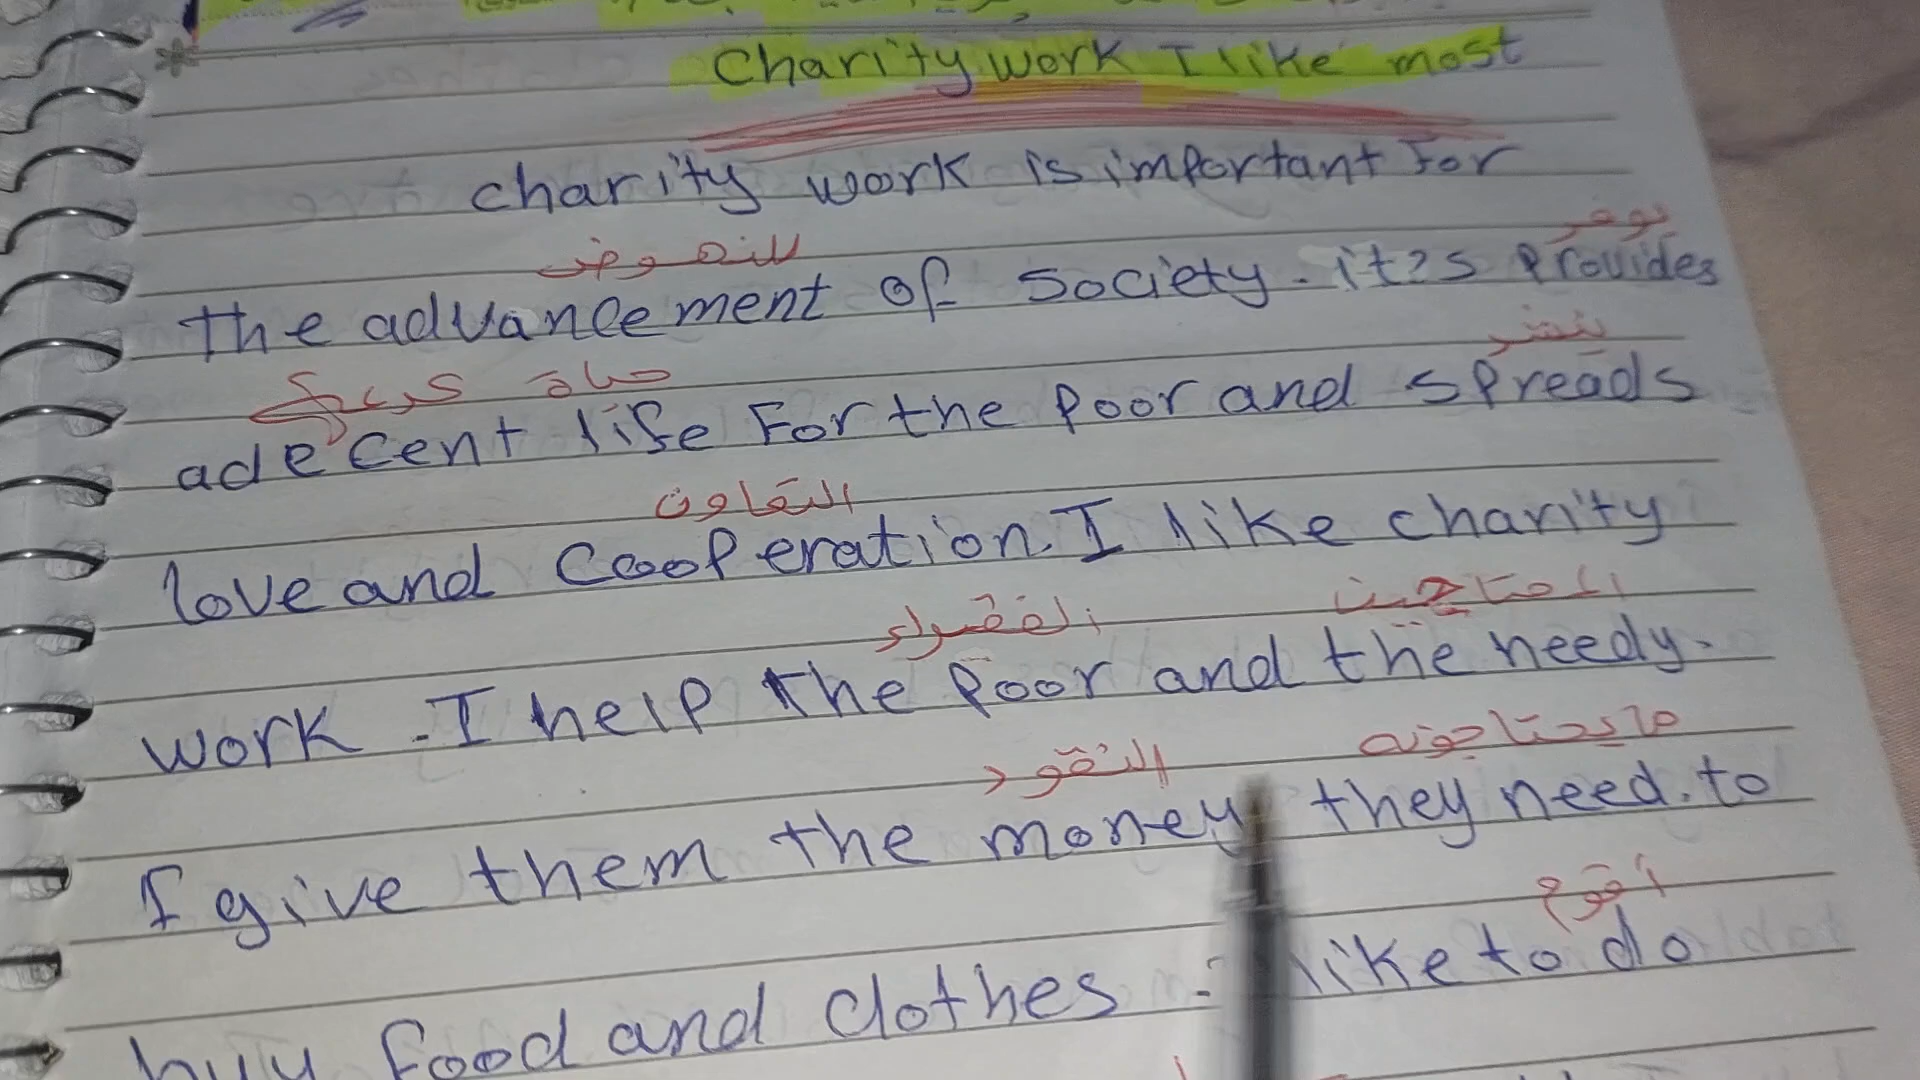 Charity work I like most
charity work is important For
للنهوض
يوفر
the advancement of Society. it's Provides
حياة كريمة
ينشر
a decent life For the Poor and spreads
التعاون
love and Cooperation. I like charity
الفقراء
المحتاجين
work. I help the Poor and the needy.
النقود
ما يحتاجونه
I give them the money they need. to
أقوم
buy food and clothes. I like to do